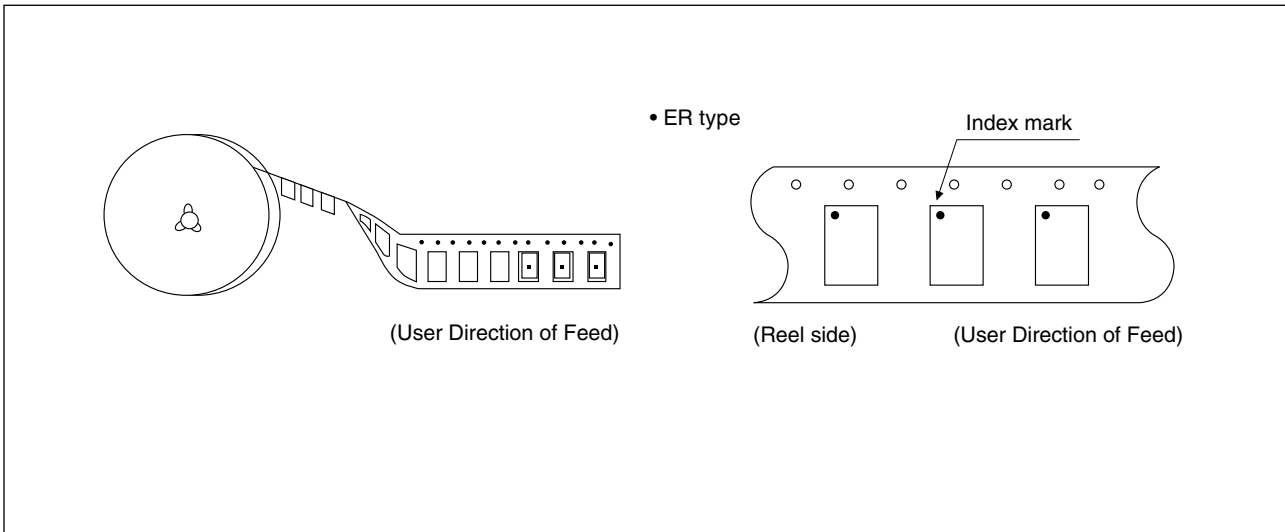 • ER type
Index mark
(User Direction of Feed)
(Reel side)
(User Direction of Feed)